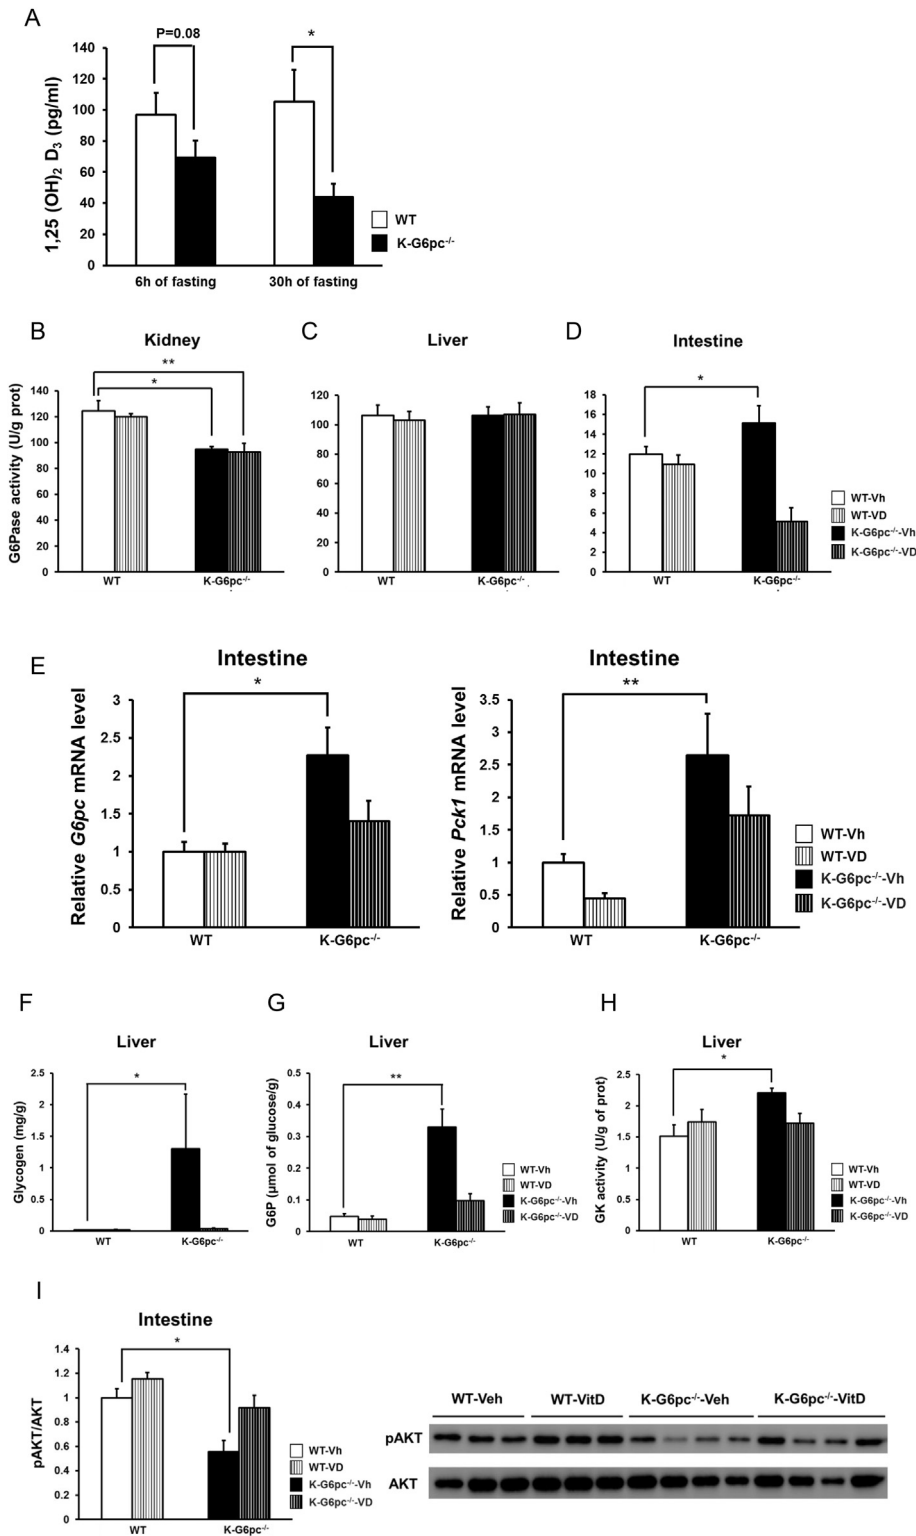 A
P=0.08
*
140
120
100
80
60
40
20
0
1,25 (OH)₂ D₃ (pg/ml)
6h of fasting 30h of fasting
WT
K-G6pc⁻/⁻
B
Kidney
**
*
140
120
100
80
60
40
20
0
G6Pase activity (U/g prot)
WT K-G6pc⁻/⁻
C
Liver
120
100
80
60
40
20
0
WT K-G6pc⁻/⁻
D
Intestine
*
18
16
14
12
10
8
6
4
2
0
WT K-G6pc⁻/⁻
WT-Vh
WT-VD
K-G6pc⁻/⁻-Vh
K-G6pc⁻/⁻-VD
E
Intestine
*
3
2.5
2
1.5
1
0.5
0
Relative G6pc mRNA level
WT K-G6pc⁻/⁻
Intestine
**
3.5
3
2.5
2
1.5
1
0.5
0
Relative Pck1 mRNA level
WT K-G6pc⁻/⁻
WT-Vh
WT-VD
K-G6pc⁻/⁻-Vh
K-G6pc⁻/⁻-VD
F
Liver
*
2.5
2
1.5
1
0.5
0
Glycogen (mg/g)
WT K-G6pc⁻/⁻
G
Liver
**
0.5
0.4
0.3
0.2
0.1
0
G6P (µmol of glucose/g)
WT K-G6pc⁻/⁻
WT-Vh
WT-VD
K-G6pc⁻/⁻-Vh
K-G6pc⁻/⁻-VD
H
Liver
*
2.5
2
1.5
1
0.5
0
GK activity (U/g of prot)
WT K-G6pc⁻/⁻
WT-Vh
WT-VD
K-G6pc⁻/⁻-Vh
K-G6pc⁻/⁻-VD
I
Intestine
*
1.4
1.2
1
0.8
0.6
0.4
0.2
0
pAKT/AKT
WT K-G6pc⁻/⁻
WT-Vh
WT-VD
K-G6pc⁻/⁻-Vh
K-G6pc⁻/⁻-VD
WT-Veh WT-VitD K-G6pc⁻/⁻-Veh K-G6pc⁻/⁻-VitD
pAKT
AKT